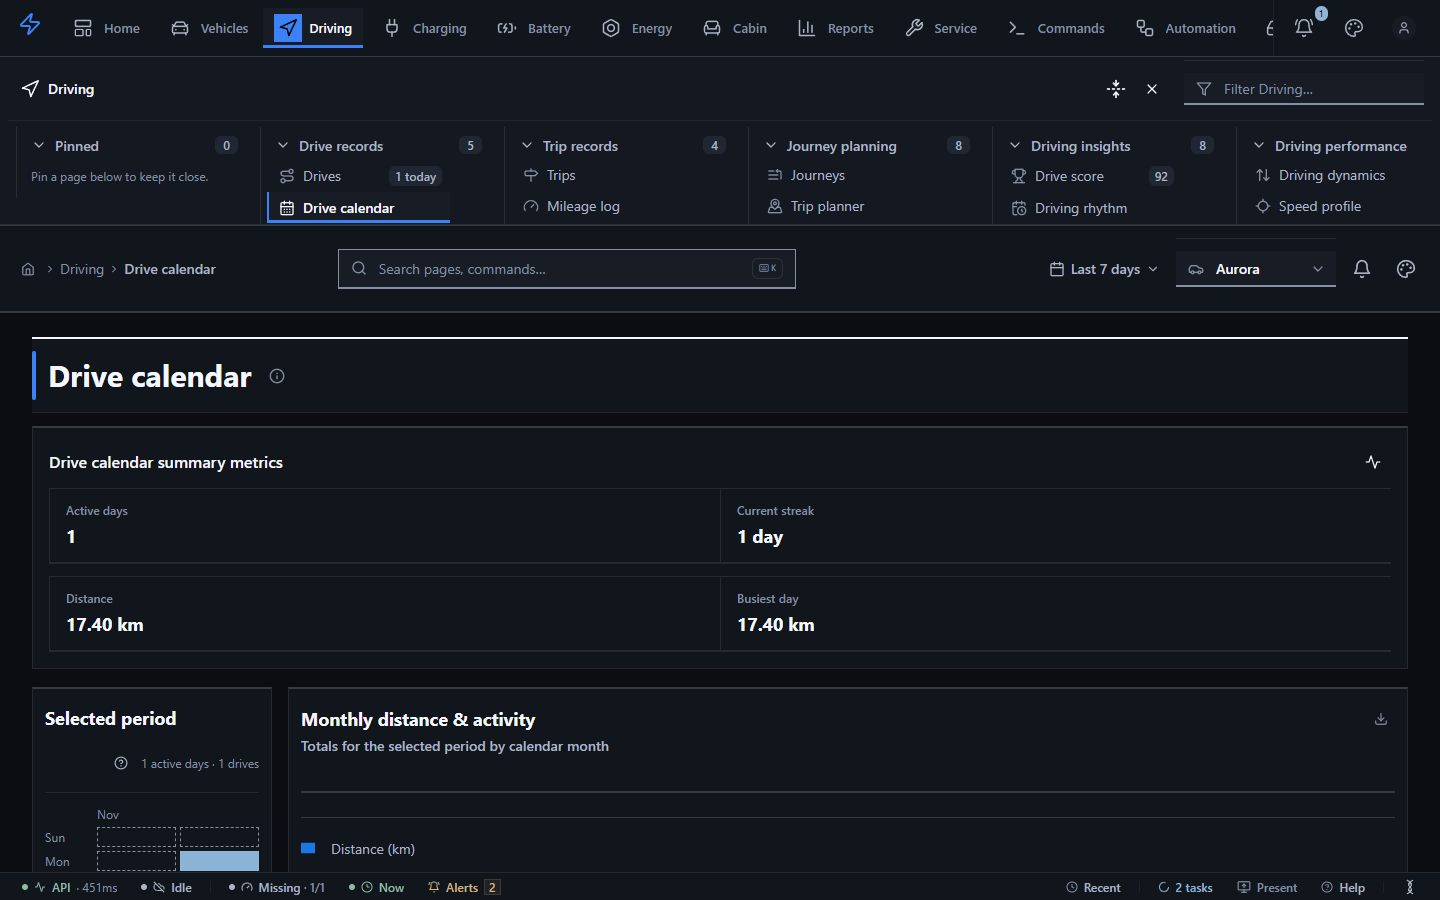 Home
Vehicles
Driving
Charging
Battery
Energy
Cabin
Reports
Service
Commands
Automation
1
Driving
Filter Driving...
Pinned 0
Pin a page below to keep it close.
Drive records 5
Drives 1 today
Drive calendar
Trip records 4
Trips
Mileage log
Journey planning 8
Journeys
Trip planner
Driving insights 8
Drive score 92
Driving rhythm
Driving performance
Driving dynamics
Speed profile
Driving
Drive calendar
Search pages, commands...
K
Last 7 days
Aurora
Drive calendar
Drive calendar summary metrics
Active days
1
Current streak
1 day
Distance
17.40 km
Busiest day
17.40 km
Selected period
1 active days · 1 drives
Nov
Sun
Mon
Monthly distance & activity
Totals for the selected period by calendar month
Distance (km)
API · 451ms
Idle
Missing · 1/1
Now
Alerts 2
Recent
2 tasks
Present
Help